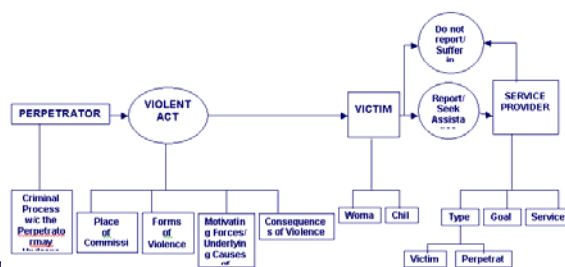 Do not
report/
Suffer
in
PERPETRATOR
VIOLENT
ACT
VICTIM
Report/
Seek
Assista
SERVICE
PROVIDER
Criminal
Process
w/c the
Perpetrato
rmay
Place
of
Commissi
Forms
of
Violence
Motivatin
g Forces/
Underlyin
g Causes
of
Consequence
s of Violence
Woma
Chil
Type
Goal
Service
Victim
Perpetrat